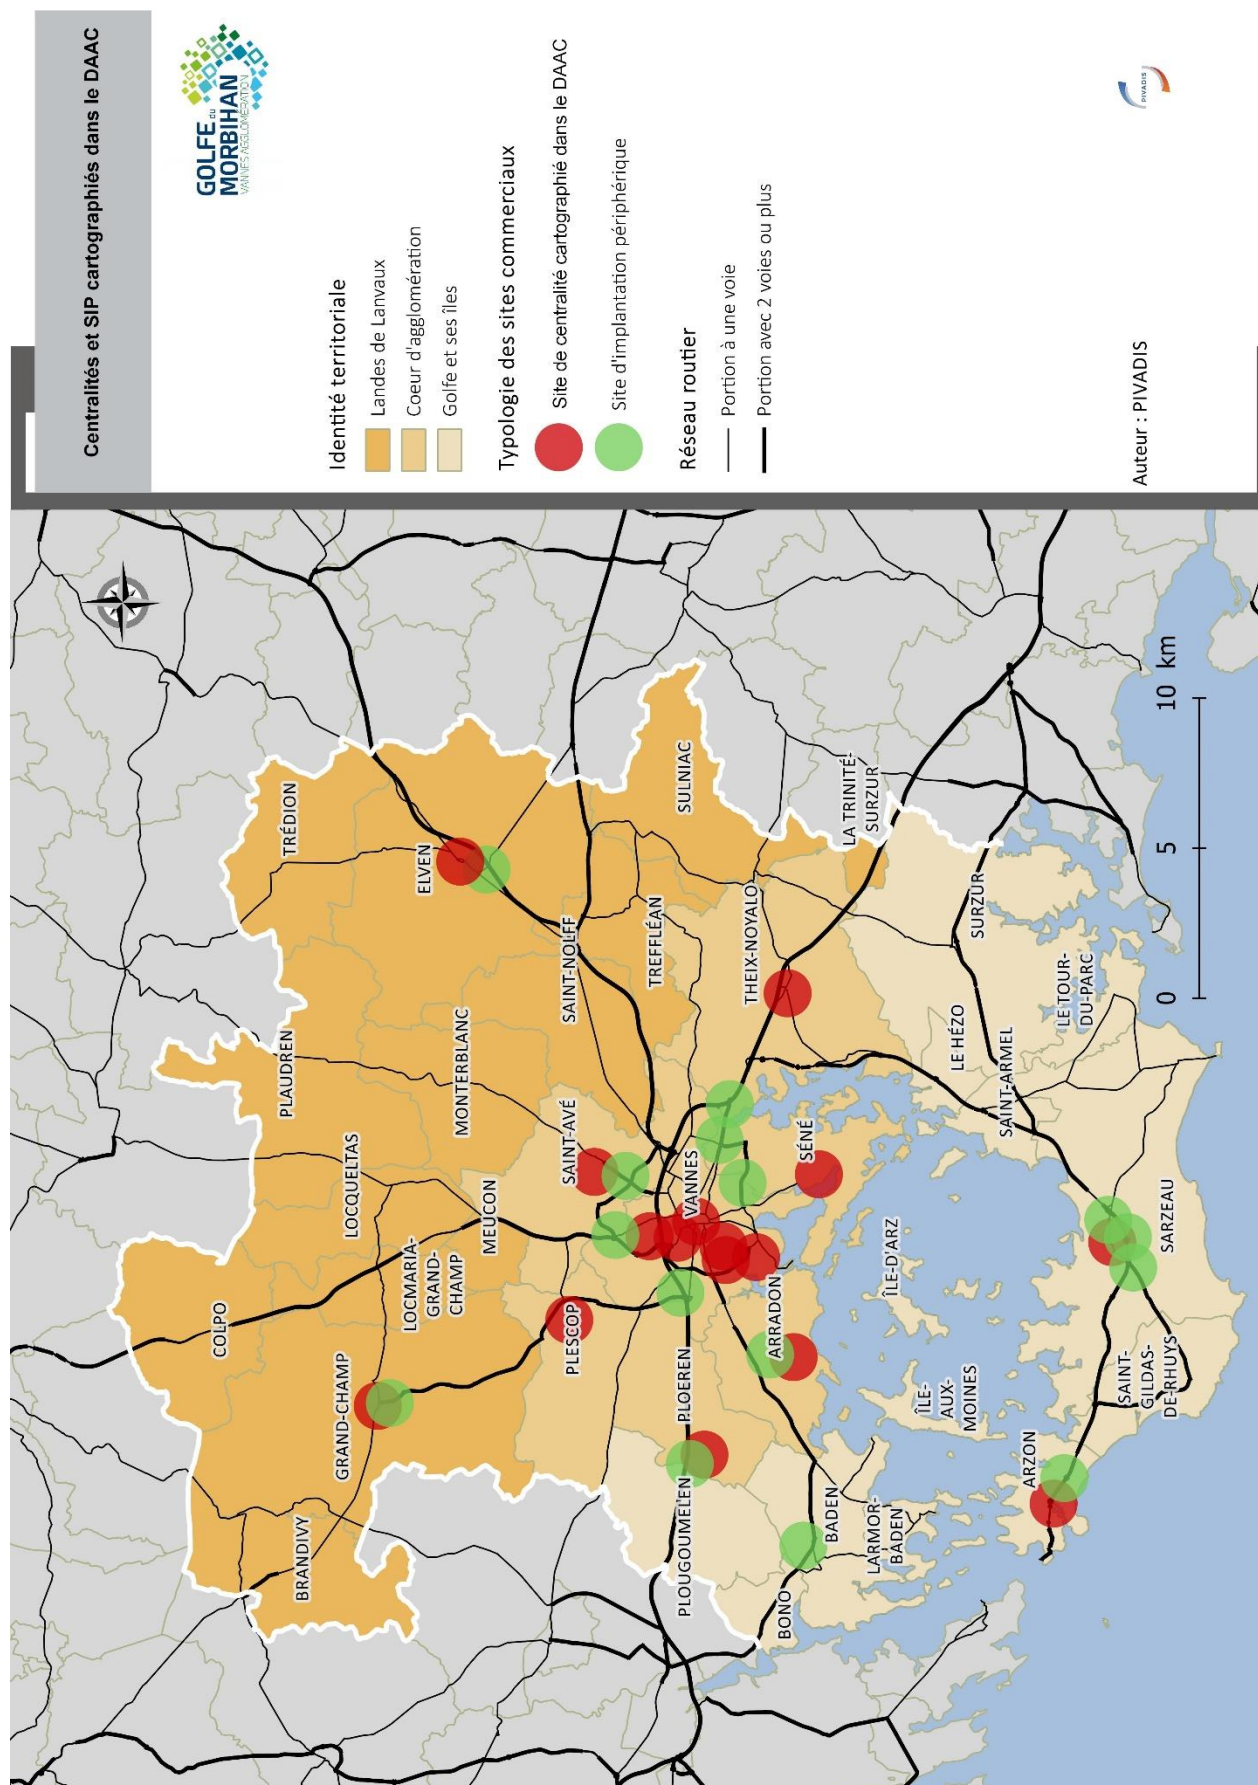 Centralités et SIP cartographiés dans le DAAC
GOLFE du
MORBIHAN
VANNES AGGLOMÉRATION
Identité territoriale
Landes de Lanvaux
Coeur d'agglomération
Golfe et ses îles
Typologie des sites commerciaux
Site de centralité cartographié dans le DAAC
Site d'implantation périphérique
Réseau routier
Portion à une voie
Portion avec 2 voies ou plus
Auteur : PIVADIS
PIVADIS
COLPO
TRÉDION
PLAUDREN
BRANDIVY
GRAND-CHAMP
LOCQUELTAS
LOCMARIA-
GRAND-
CHAMP
ELVEN
MONTERBLANC
MEUCON
PLESCOP
SAINT-AVÉ
SAINT-NOLFF
TREFFLÉAN
SULNIAC
PLOUGOUMELEN
PLOEREN
VANNES
THEIX-NOYALO
BONO
BADEN
ARRADON
SÉNÉ
LA TRINITÉ-
SURZUR
LARMOR-
BADEN
ÎLE-D'ARZ
ÎLE-
AUX-
MOINES
LE HÉZO
SURZUR
SAINT-ARMEL
ARZON
LE TOUR-
DU-PARC
SAINT-
GILDAS-
DE-RHUYS
SARZEAU
0 5 10 km